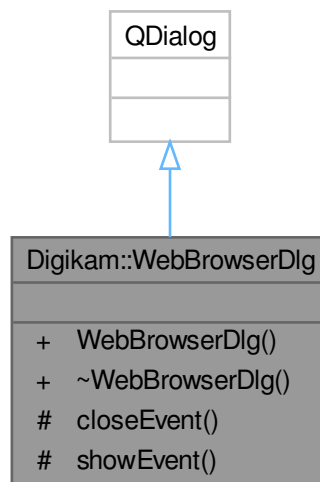 QDialog
Digikam::WebBrowserDlg
+ WebBrowserDlg()
+ ~WebBrowserDlg()
# closeEvent()
# showEvent()